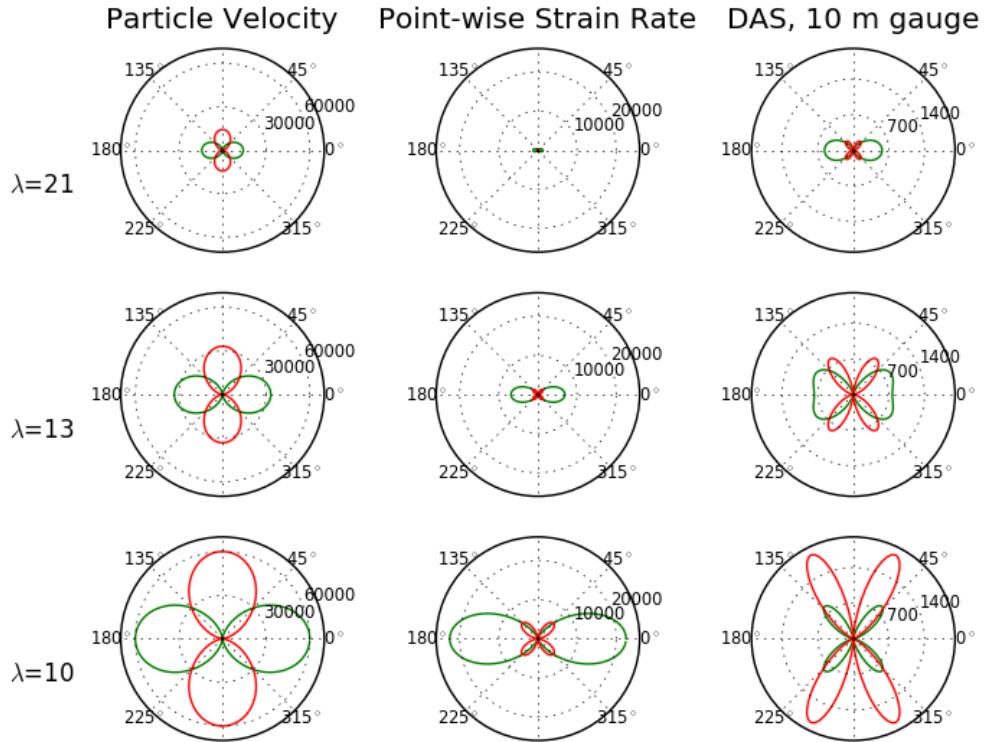 Particle Velocity Point-wise Strain Rate DAS, 10 m gauge
λ=21
135° 45° 60000 30000 180° 0° 225° 315°
135° 45° 20000 10000 180° 0° 225° 315°
135° 45° 1400 700 180° 0° 225° 315°
λ=13
135° 45° 60000 30000 180° 0° 225° 315°
135° 45° 20000 10000 180° 0° 225° 315°
135° 45° 1400 700 180° 0° 225° 315°
λ=10
135° 45° 60000 30000 180° 0° 225° 315°
135° 45° 20000 10000 180° 0° 225° 315°
135° 45° 1400 700 180° 0° 225° 315°